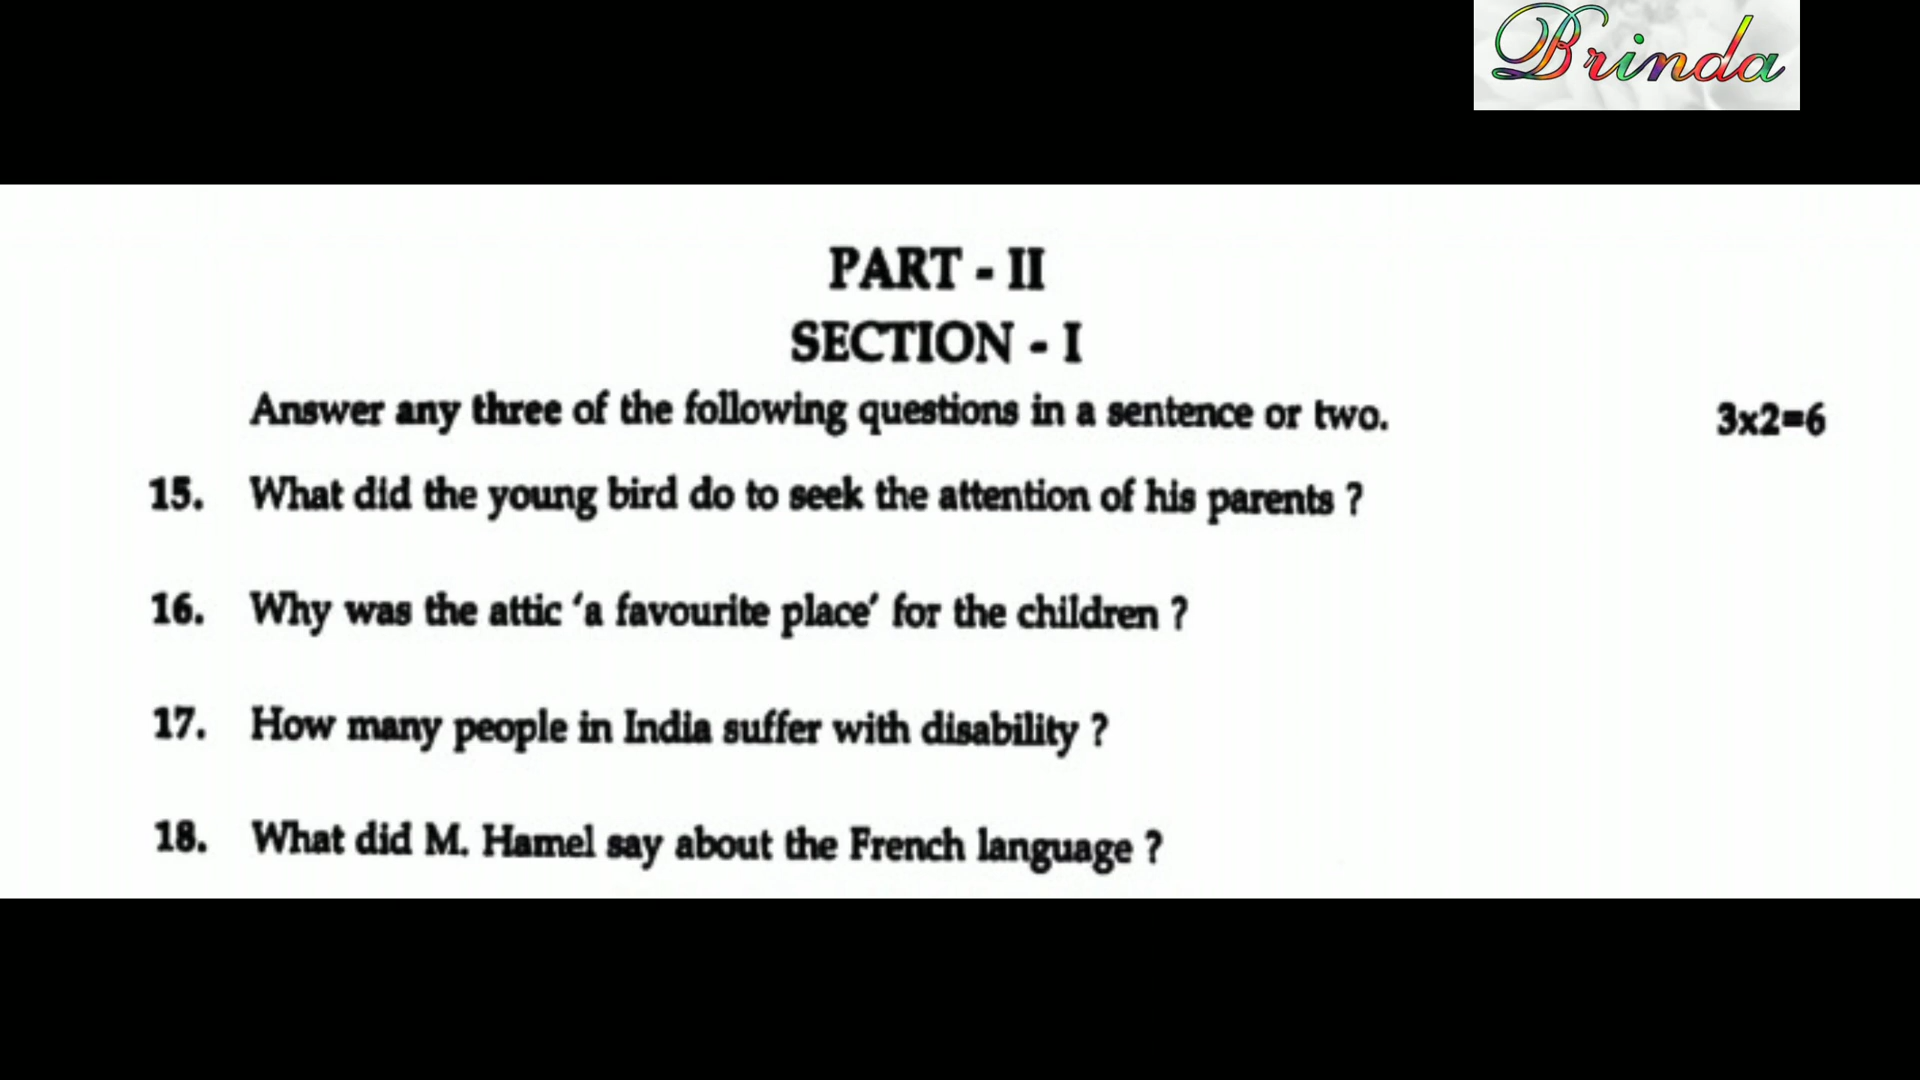 Brinda
PART - II
SECTION - I
Answer any three of the following questions in a sentence or two. 3x2=6
15. What did the young bird do to seek the attention of his parents ?
16. Why was the attic ‘a favourite place’ for the children ?
17. How many people in India suffer with disability ?
18. What did M. Hamel say about the French language ?